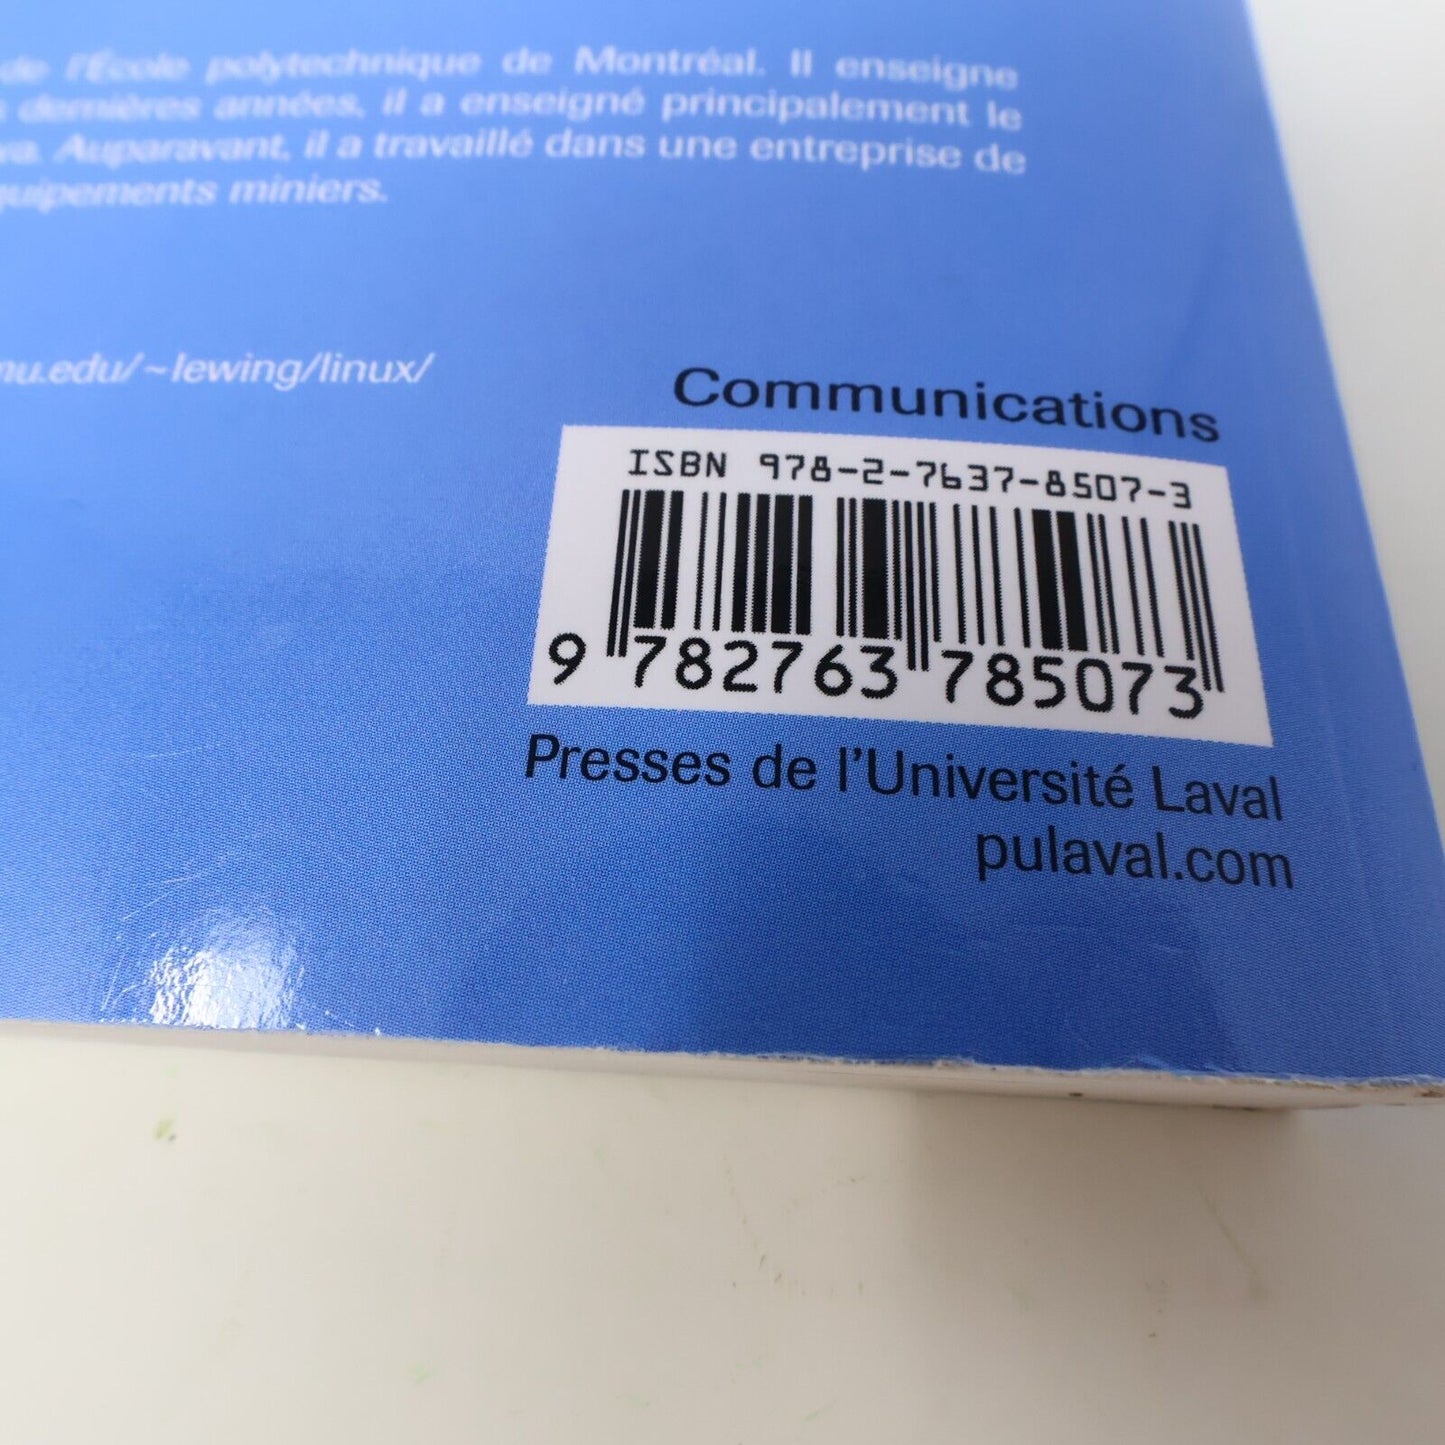 de l'École polytechnique de Montréal. Il enseigne
dernières années, il a enseigné principalement le
Auparavant, il a travaillé dans une entreprise de
quipements miniers.
nu.edu/~lewing/linux/
Communications
ISBN 978-2-7637-8507-3
9 782763 785073
Presses de l'Université Laval
pulaval.com